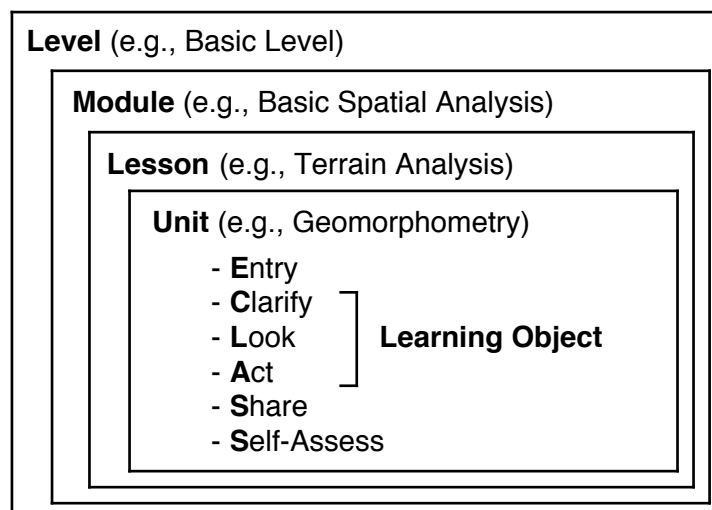 Level (e.g., Basic Level)
Module (e.g., Basic Spatial Analysis)
Lesson (e.g., Terrain Analysis)
Unit (e.g., Geomorphometry)
- Entry
- Clarify
- Look Learning Object
- Act
- Share
- Self-Assess